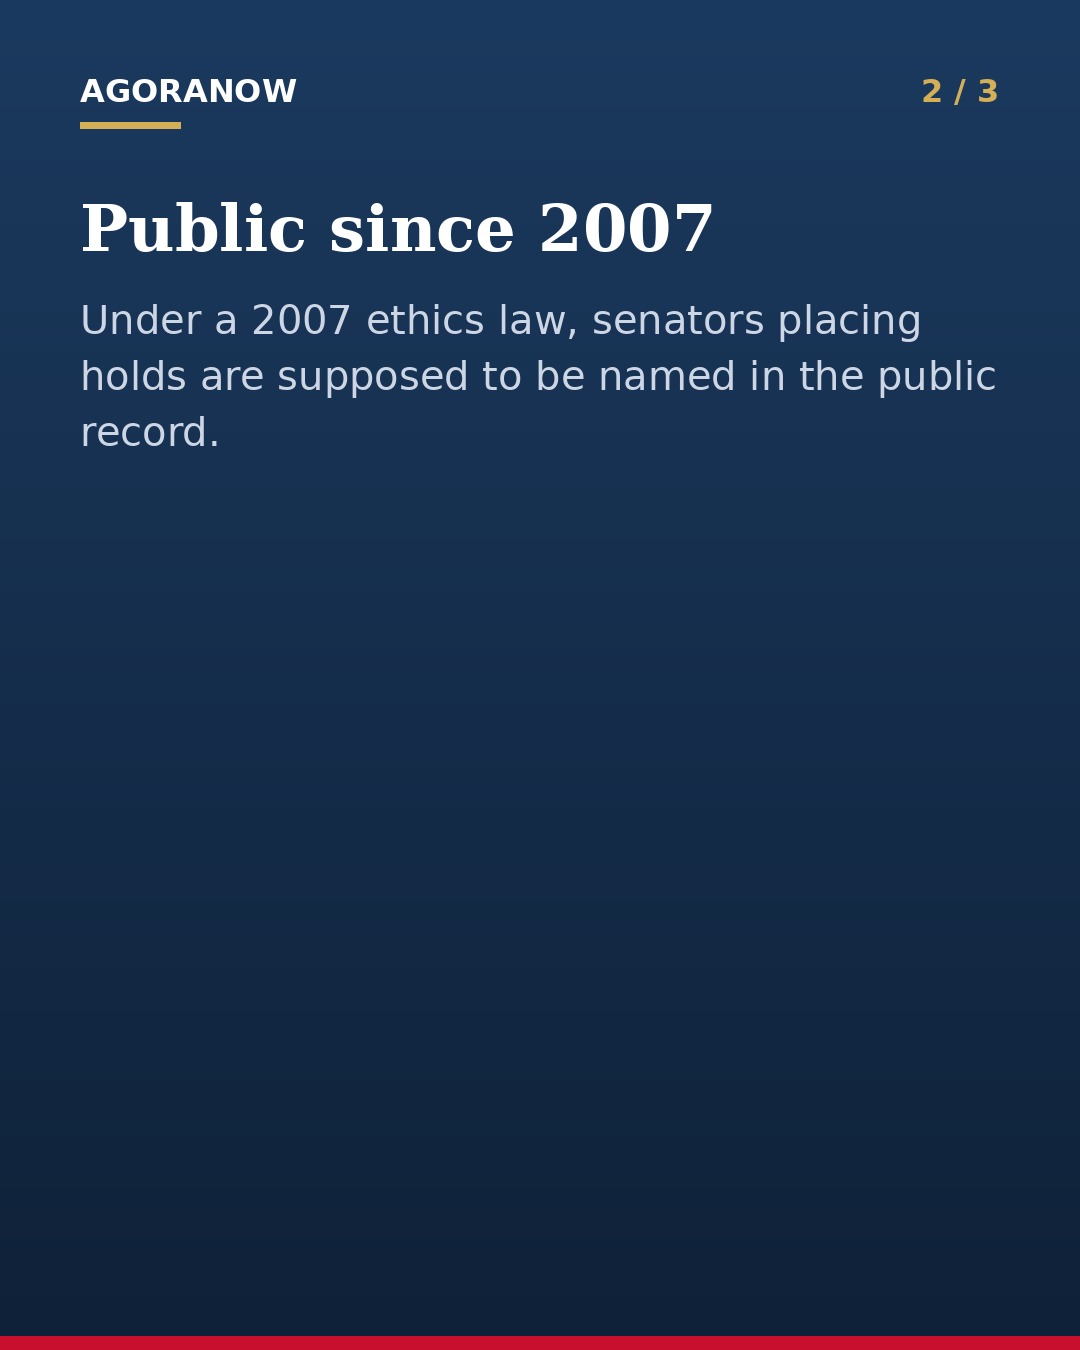 AGORANOW
2 / 3
Public since 2007
Under a 2007 ethics law, senators placing
holds are supposed to be named in the public
record.